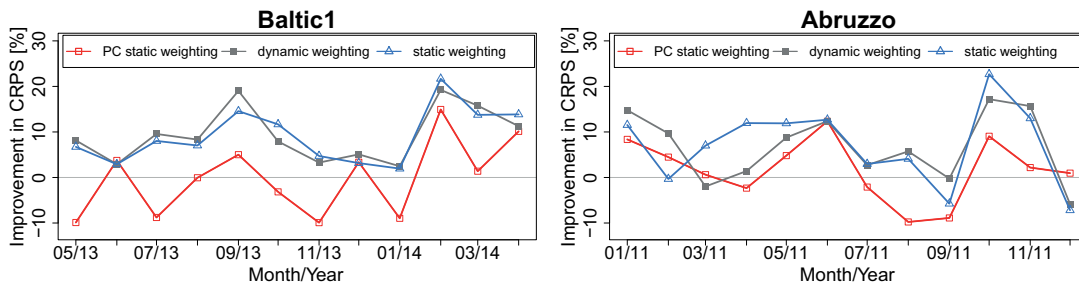 Baltic1
Improvement in CRPS [%]
30
20
10
0
−10
PC static weighting dynamic weighting static weighting
05/13 07/13 09/13 11/13 01/14 03/14
Month/Year
Abruzzo
Improvement in CRPS [%]
30
20
10
0
−10
PC static weighting dynamic weighting static weighting
01/11 03/11 05/11 07/11 09/11 11/11
Month/Year